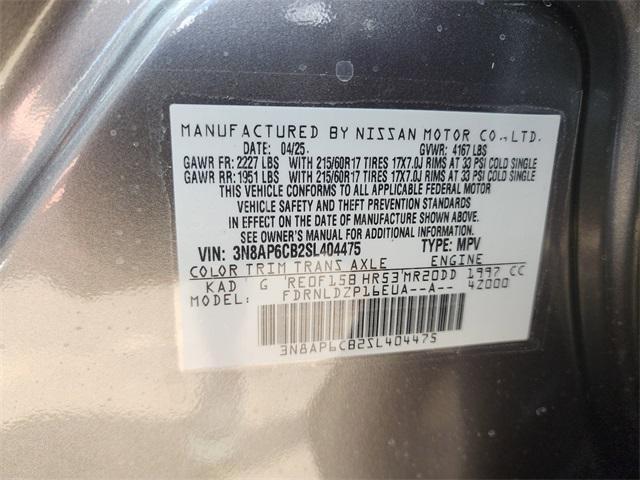 MANUFACTURED BY NISSAN MOTOR CO.,LTD.
DATE: 04/25. GVWR: 4167 LBS
GAWR FR: 2227 LBS WITH 215/60R17 TIRES 17X7.0J RIMS AT 33 PSI COLD SINGLE
GAWR RR: 1951 LBS WITH 215/60R17 TIRES 17X7.0J RIMS AT 33 PSI COLD SINGLE
THIS VEHICLE CONFORMS TO ALL APPLICABLE FEDERAL MOTOR
VEHICLE SAFETY AND THEFT PREVENTION STANDARDS
IN EFFECT ON THE DATE OF MANUFACTURE SHOWN ABOVE.
SEE OWNER'S MANUAL FOR ADDITIONAL INFORMATION.
VIN: 3N8AP6CB2SL404475 TYPE: MPV
COLOR TRIM TRANS AXLE ENGINE
KAD G RE0F15B HR53 MR20DD 1997 CC
MODEL: FDRNLDZP16EUA--A-- 4Z000
3N8AP6CB2SL404475